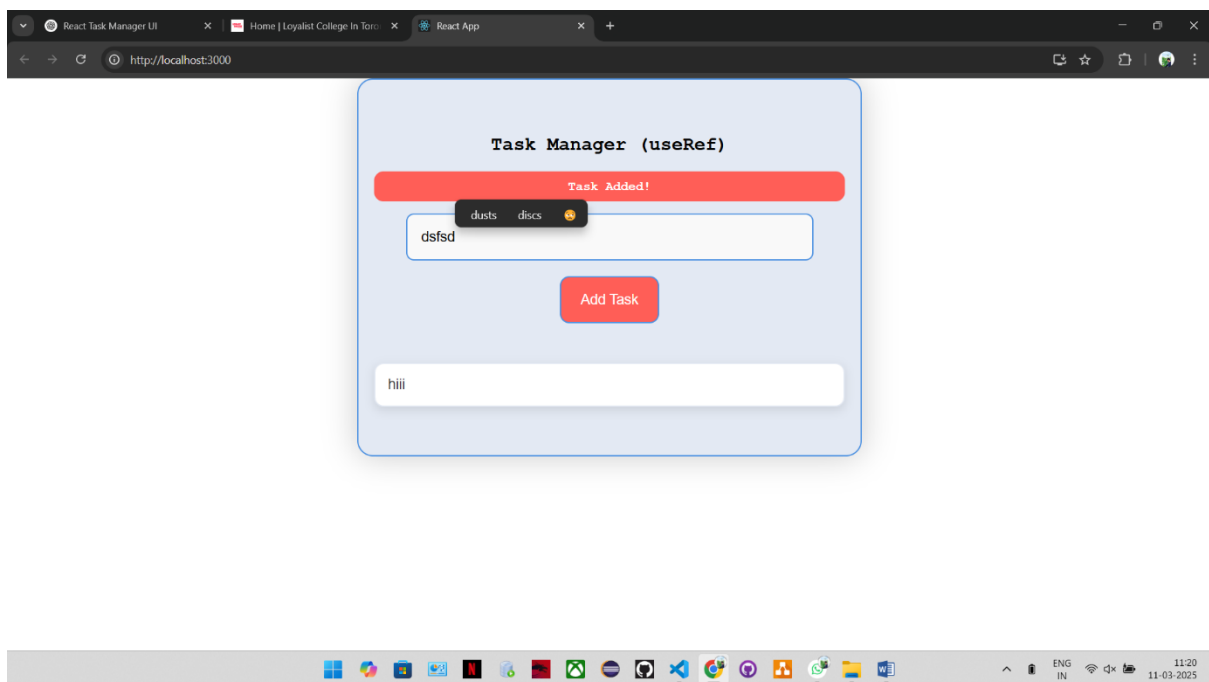 React Task Manager UI
Home | Loyalist College In Toro
React App
http://localhost:3000
Task Manager (useRef)
Task Added!
dusts discs
dsfsd
Add Task
hiii
ENG
IN
11:20
11-03-2025